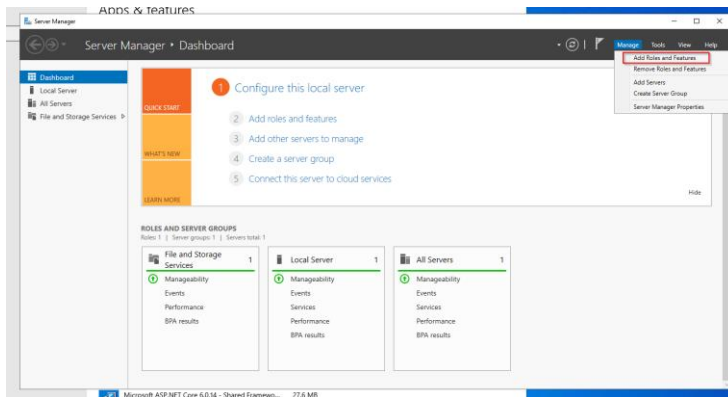 Apps & features
Server Manager
Server Manager • Dashboard
Manage Tools View Help
Add Roles and Features
Remove Roles and Features
Add Servers
Create Server Group
Server Manager Properties
Dashboard
Local Server
All Servers
File and Storage Services
QUICK START
WHAT'S NEW
LEARN MORE
1 Configure this local server
2 Add roles and features
3 Add other servers to manage
4 Create a server group
5 Connect this server to cloud services
Hide
ROLES AND SERVER GROUPS
Roles: 1 | Server groups: 1 | Servers total: 1
File and Storage
Services
1
Manageability
Events
Performance
BPA results
Local Server 1
Manageability
Events
Services
Performance
BPA results
All Servers 1
Manageability
Events
Services
Performance
BPA results
Microsoft ASP.NET Core 6.0.14 - Shared Framewo... 27.6 MB